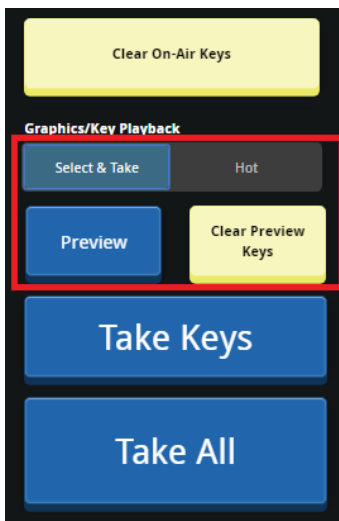 Clear On-Air Keys
Graphics/Key Playback
Select & Take
Hot
Preview
Clear Preview
Keys
Take Keys
Take All